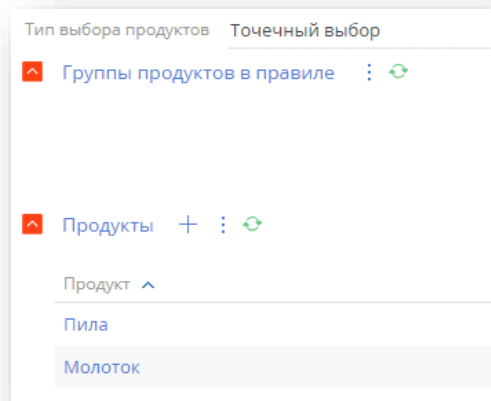 Тип выбора продуктов Точечный выбор
Группы продуктов в правиле
Продукты
Продукт
Пила
Молоток